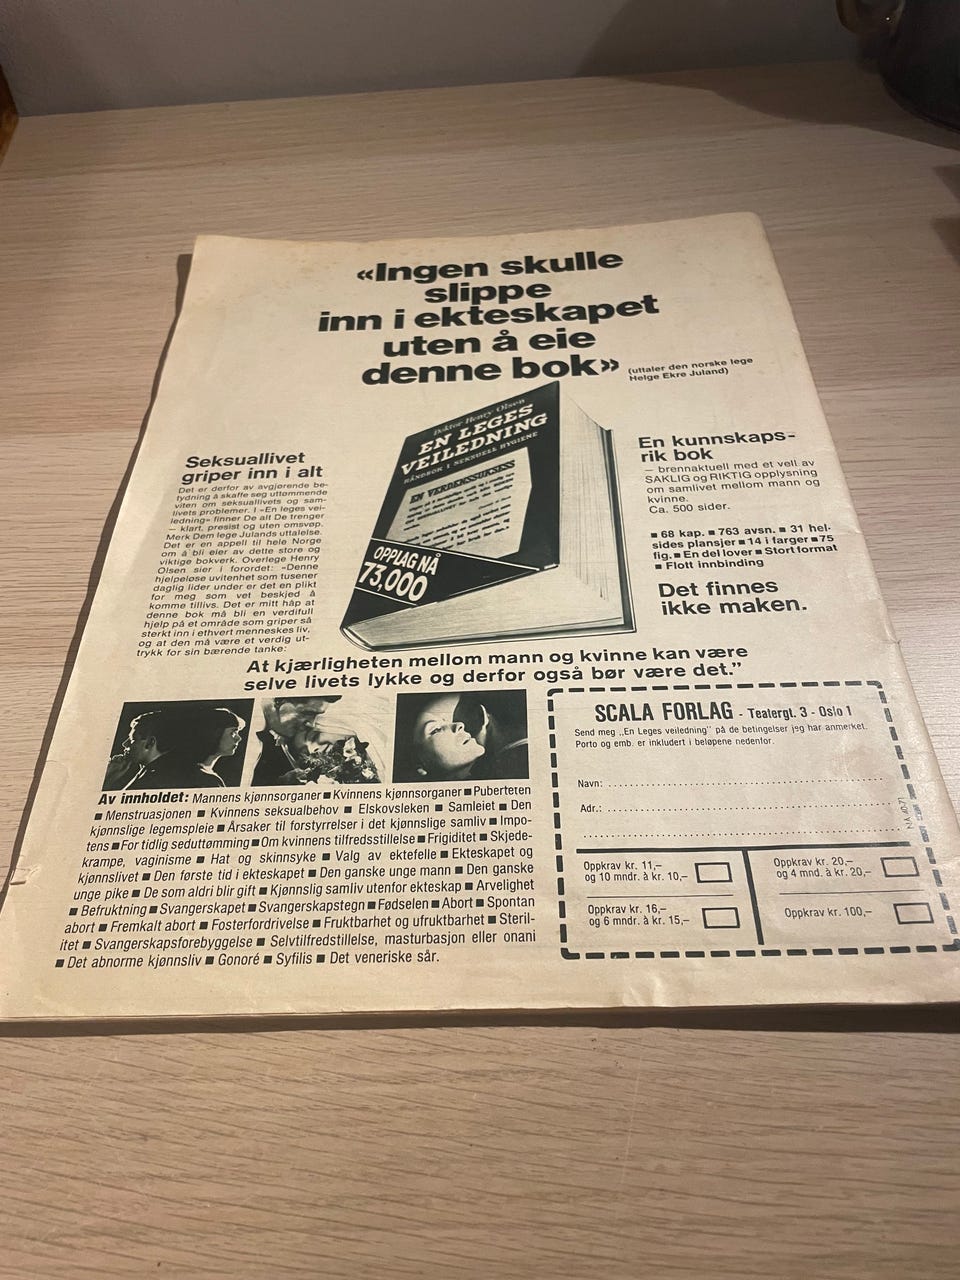 «Ingen skulle
slippe
inn i ekteskapet
uten å eie
denne bok»
(uttaler den norske lege
Helge Ekre Juland)
Doktor Henry Olsen
EN LEGES
VEILEDNING
HÅNDBOK I SEKSUELL HYGIENE
EN VERDENSSUKSESS
OPPLAG NÅ
73,000
Seksuallivet
griper inn i alt
Det er derfor av avgjørende be-
tydning å skaffe seg uttømmende
viten om seksuallivets og sam-
livets problemer. I «En leges vei-
ledning» finner De alt De trenger
– klart, presist og uten omsvøp.
Merk Dem lege Julands uttalelse.
Det er en appell til hele Norge
om å bli eier av dette store og
viktige bokverk. Overlege Henry
Olsen sier i forordet: «Denne
hjelpeløse uvitenhet som tusener
daglig lider under er det en plikt
for meg som vet beskjed å
komme tillivs. Det er mitt håp at
denne bok må bli en verdifull
hjelp på et område som griper så
sterkt inn i ethvert menneskes liv,
og at den må være et verdig ut-
trykk for sin bærende tanke:
En kunnskaps-
rik bok
– brennaktuell med et vell av
SAKLIG og RIKTIG opplysning
om samlivet mellom mann og
kvinne.
Ca. 500 sider.
■ 68 kap. ■ 763 avsn. ■ 31 hel-
sides plansjer ■ 14 i farger ■ 75
fig. ■ En del lover ■ Stort format
■ Flott innbinding
Det finnes
ikke maken.
At kjærligheten mellom mann og kvinne kan være
selve livets lykke og derfor også bør være det.”
Av innholdet: Mannens kjønnsorganer ■ Kvinnens kjønnsorganer ■ Puberteten
■ Menstruasjonen ■ Kvinnens seksualbehov ■ Elskovsleken ■ Samleiet ■ Den
kjønnslige legemspleie ■ Årsaker til forstyrrelser i det kjønnslige samliv ■ Impo-
tens ■ For tidlig seduttømming ■ Om kvinnens tilfredsstillelse ■ Frigiditet ■ Skjede-
krampe, vaginisme ■ Hat og skinnsyke ■ Valg av ektefelle ■ Ekteskapet og
kjønnslivet ■ Den første tid i ekteskapet ■ Den ganske unge mann ■ Den ganske
unge pike ■ De som aldri blir gift ■ Kjønnslig samliv utenfor ekteskap ■ Arvelighet
■ Befruktning ■ Svangerskapet ■ Svangerskapstegn ■ Fødselen ■ Abort ■ Spontan
abort ■ Fremkalt abort ■ Fosterfordrivelse ■ Fruktbarhet og ufruktbarhet ■ Steril-
itet ■ Svangerskapsforebyggelse ■ Selvtilfredstillelse, masturbasjon eller onani
■ Det abnorme kjønnsliv ■ Gonoré ■ Syfilis ■ Det veneriske sår.
SCALA FORLAG - Teatergt. 3 - Oslo 1
Send meg „En Leges veiledning” på de betingelser jeg har anmerket.
Porto og emb. er inkludert i beløpene nedenfor.
Navn:
Adr.:
Oppkrav kr. 11,–
og 10 mndr. à kr. 10,–
Oppkrav kr. 20,–
og 4 mnd. à kr. 20,–
Oppkrav kr. 16,–
og 6 mndr. à kr. 15,–
Oppkrav kr. 100,–